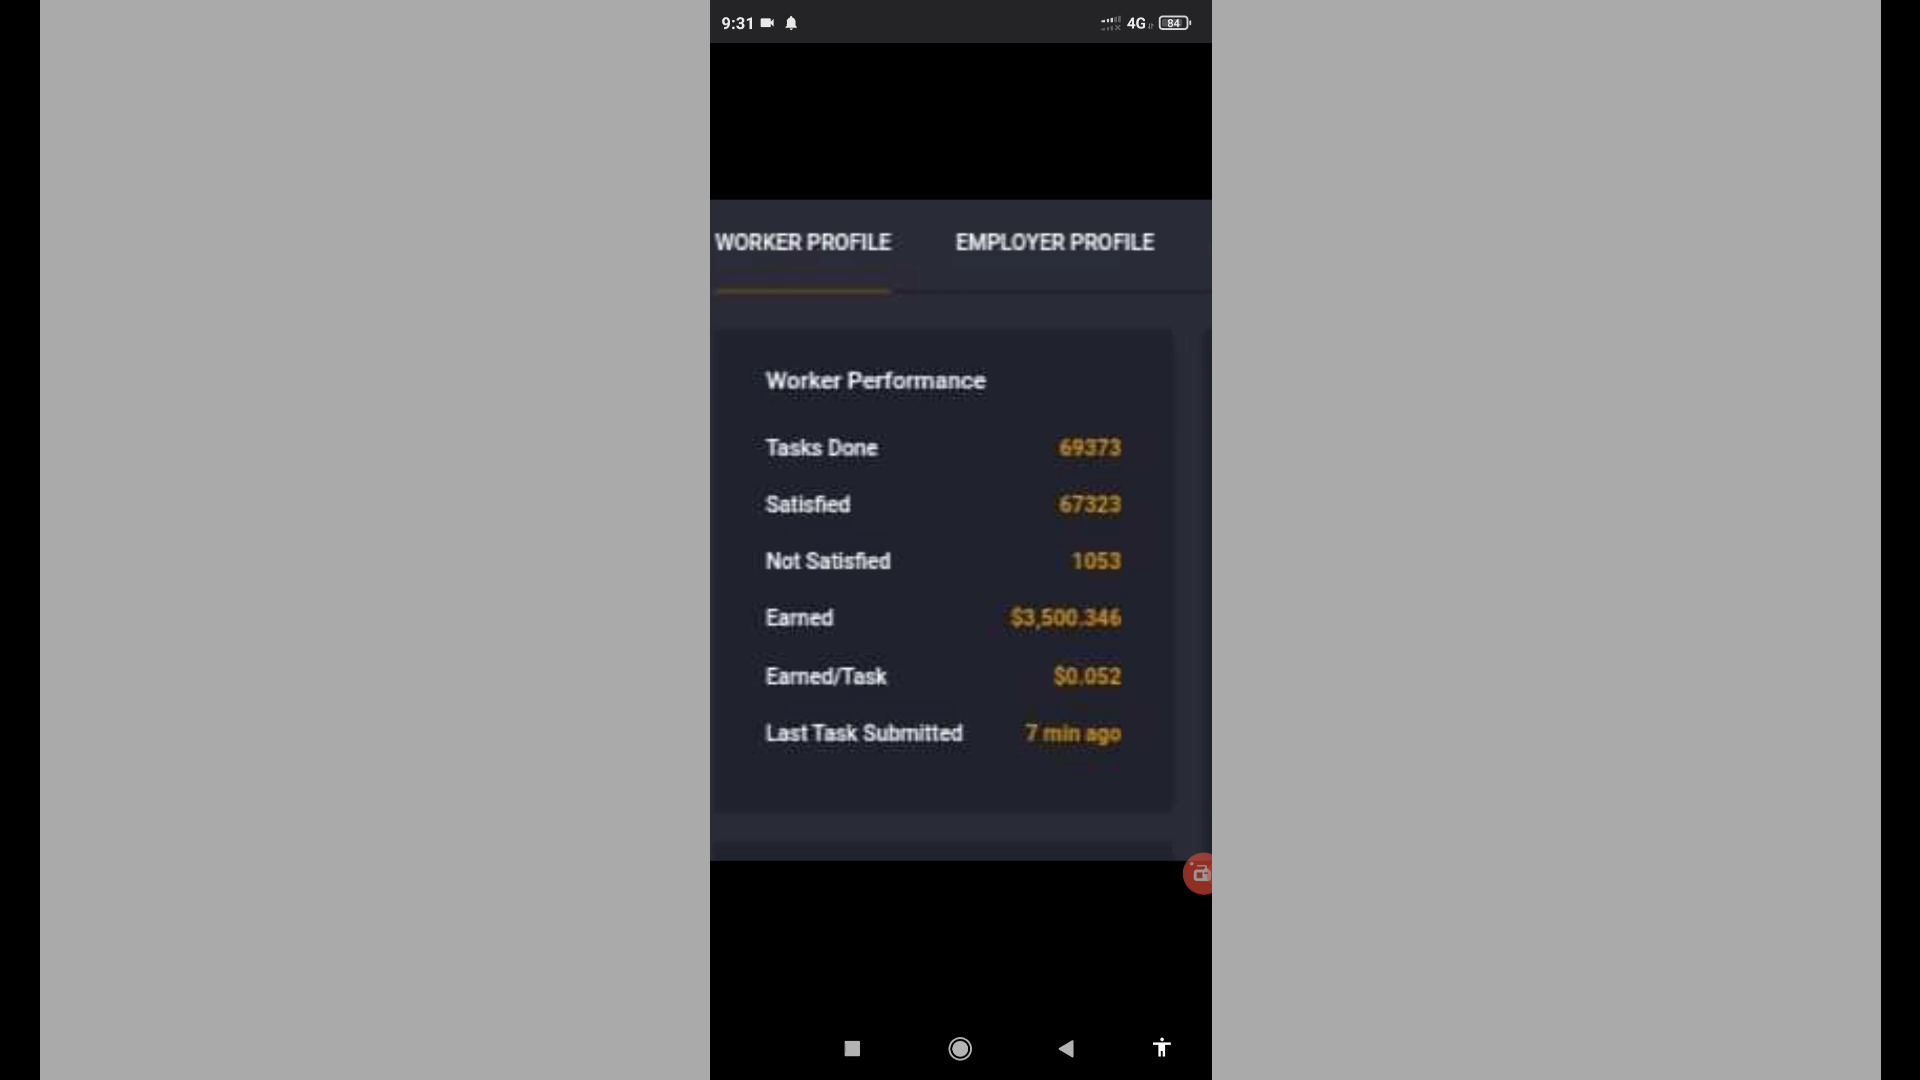 9:31 4G 84
WORKER PROFILE EMPLOYER PROFILE
Worker Performance
Tasks Done 69373
Satisfied 67323
Not Satisfied 1053
Earned $3,500.346
Earned/Task $0.052
Last Task Submitted 7 min ago